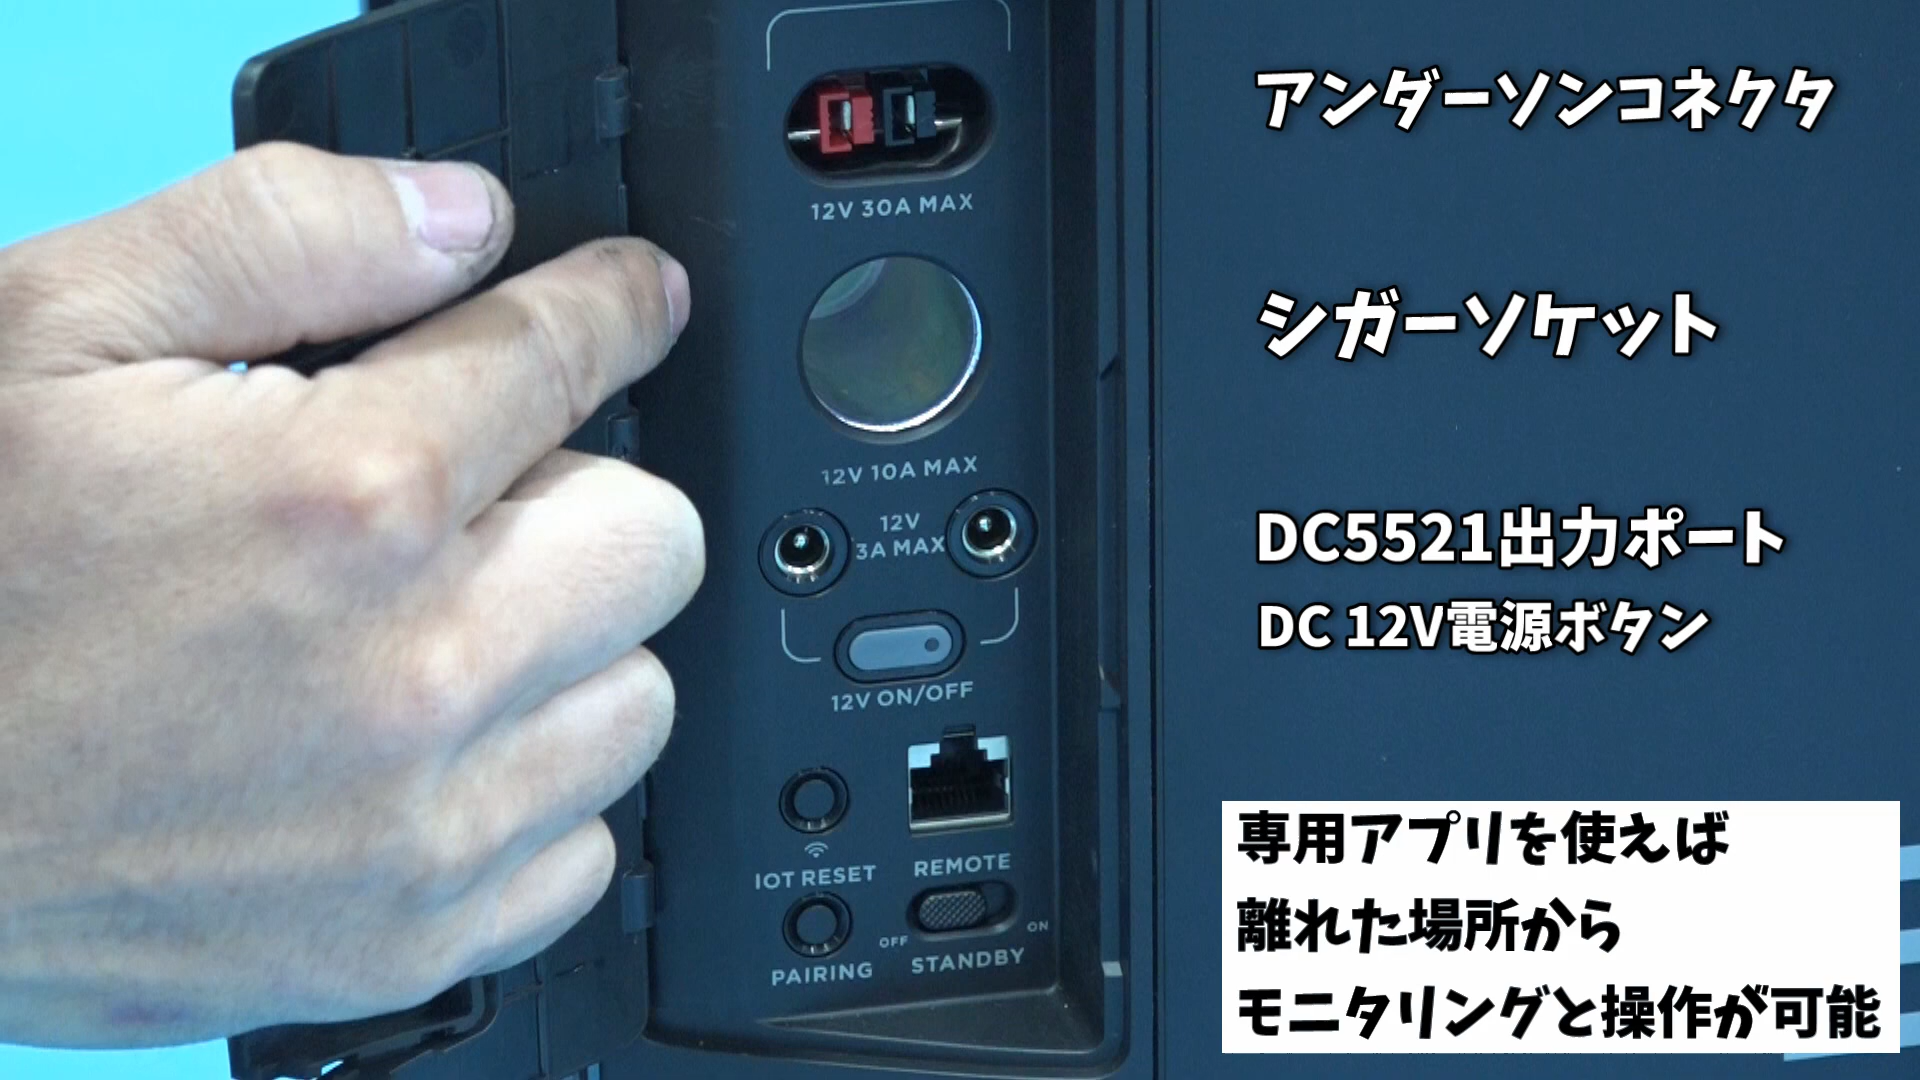 アンダーソンコネクタ
12V 30A MAX
シガーソケット
12V 10A MAX
DC5521出力ポート
12V
3A MAX
DC 12V電源ボタン
12V ON/OFF
専用アプリを使えば
離れた場所から
モニタリングと操作が可能
IOT RESET
REMOTE
OFF
ON
PAIRING
STANDBY